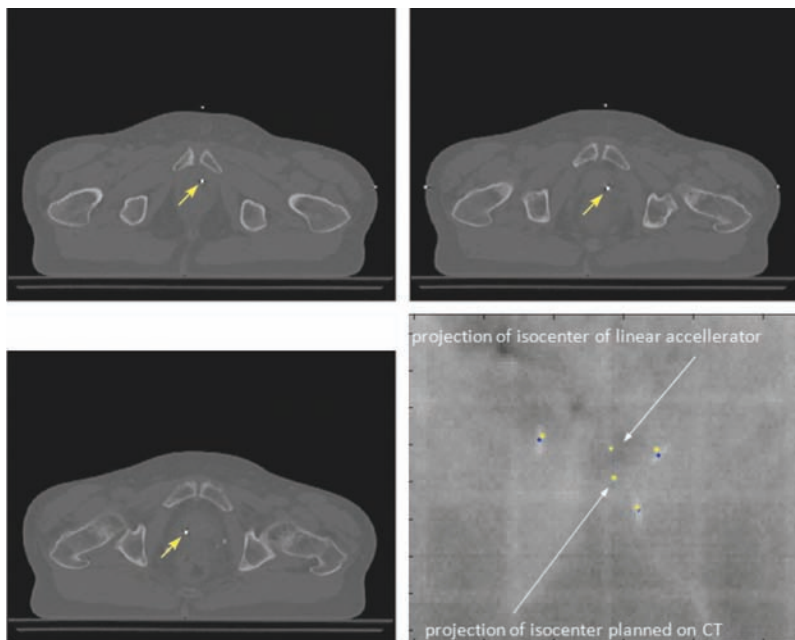 projection of isocenter of linear accellerator
projection of isocenter planned on CT